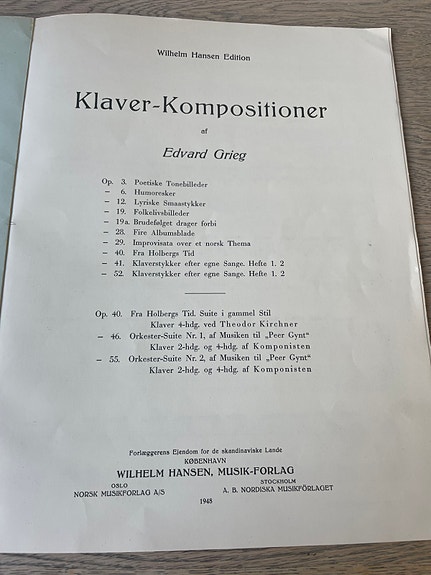 Wilhelm Hansen Edition
Klaver-Kompositioner
af
Edvard Grieg
Op. 3. Poetiske Tonebilleder
— 6. Humoresker
— 12. Lyriske Smaastykker
— 19. Folkelivsbilleder
— 19a. Brudefølget drager forbi
— 28. Fire Albumsblade
— 29. Improvisata over et norsk Thema
— 40. Fra Holbergs Tid
— 41. Klaverstykker efter egne Sange. Hefte 1. 2
— 52. Klaverstykker efter egne Sange. Hefte 1. 2
Op. 40. Fra Holbergs Tid. Suite i gammel Stil
Klaver 4-hdg. ved Theodor Kirchner
— 46. Orkester-Suite Nr. 1, af Musiken til „Peer Gynt“
Klaver 2-hdg. og 4-hdg. af Komponisten
— 55. Orkester-Suite Nr. 2, af Musiken til „Peer Gynt“
Klaver 2-hdg. og 4-hdg. af Komponisten
Forlæggerens Ejendom for de skandinaviske Lande
KØBENHAVN
WILHELM HANSEN, MUSIK-FORLAG
OSLO STOCKHOLM
NORSK MUSIKFORLAG A/S A. B. NORDISKA MUSIKFÖRLAGET
1948